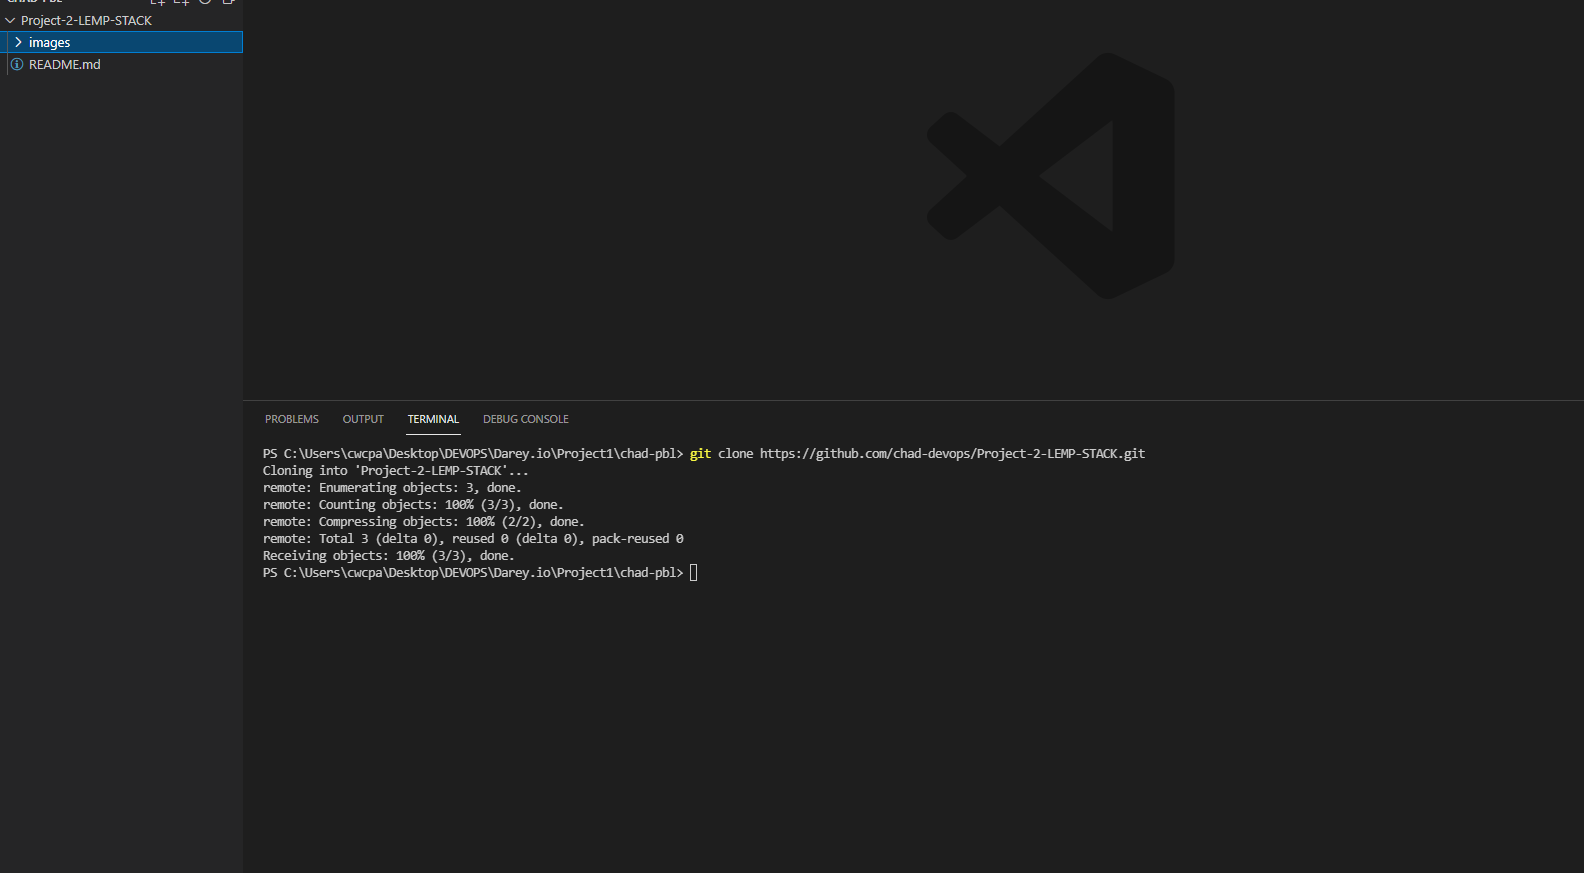 Project-2-LEMP-STACK
images
README.md
PROBLEMS OUTPUT TERMINAL DEBUG CONSOLE
PS C:\Users\cwcpa\Desktop\DEVOPS\Darey.io\Project1\chad-pbl> git clone https://github.com/chad-devops/Project-2-LEMP-STACK.git
Cloning into 'Project-2-LEMP-STACK'...
remote: Enumerating objects: 3, done.
remote: Counting objects: 100% (3/3), done.
remote: Compressing objects: 100% (2/2), done.
remote: Total 3 (delta 0), reused 0 (delta 0), pack-reused 0
Receiving objects: 100% (3/3), done.
PS C:\Users\cwcpa\Desktop\DEVOPS\Darey.io\Project1\chad-pbl>